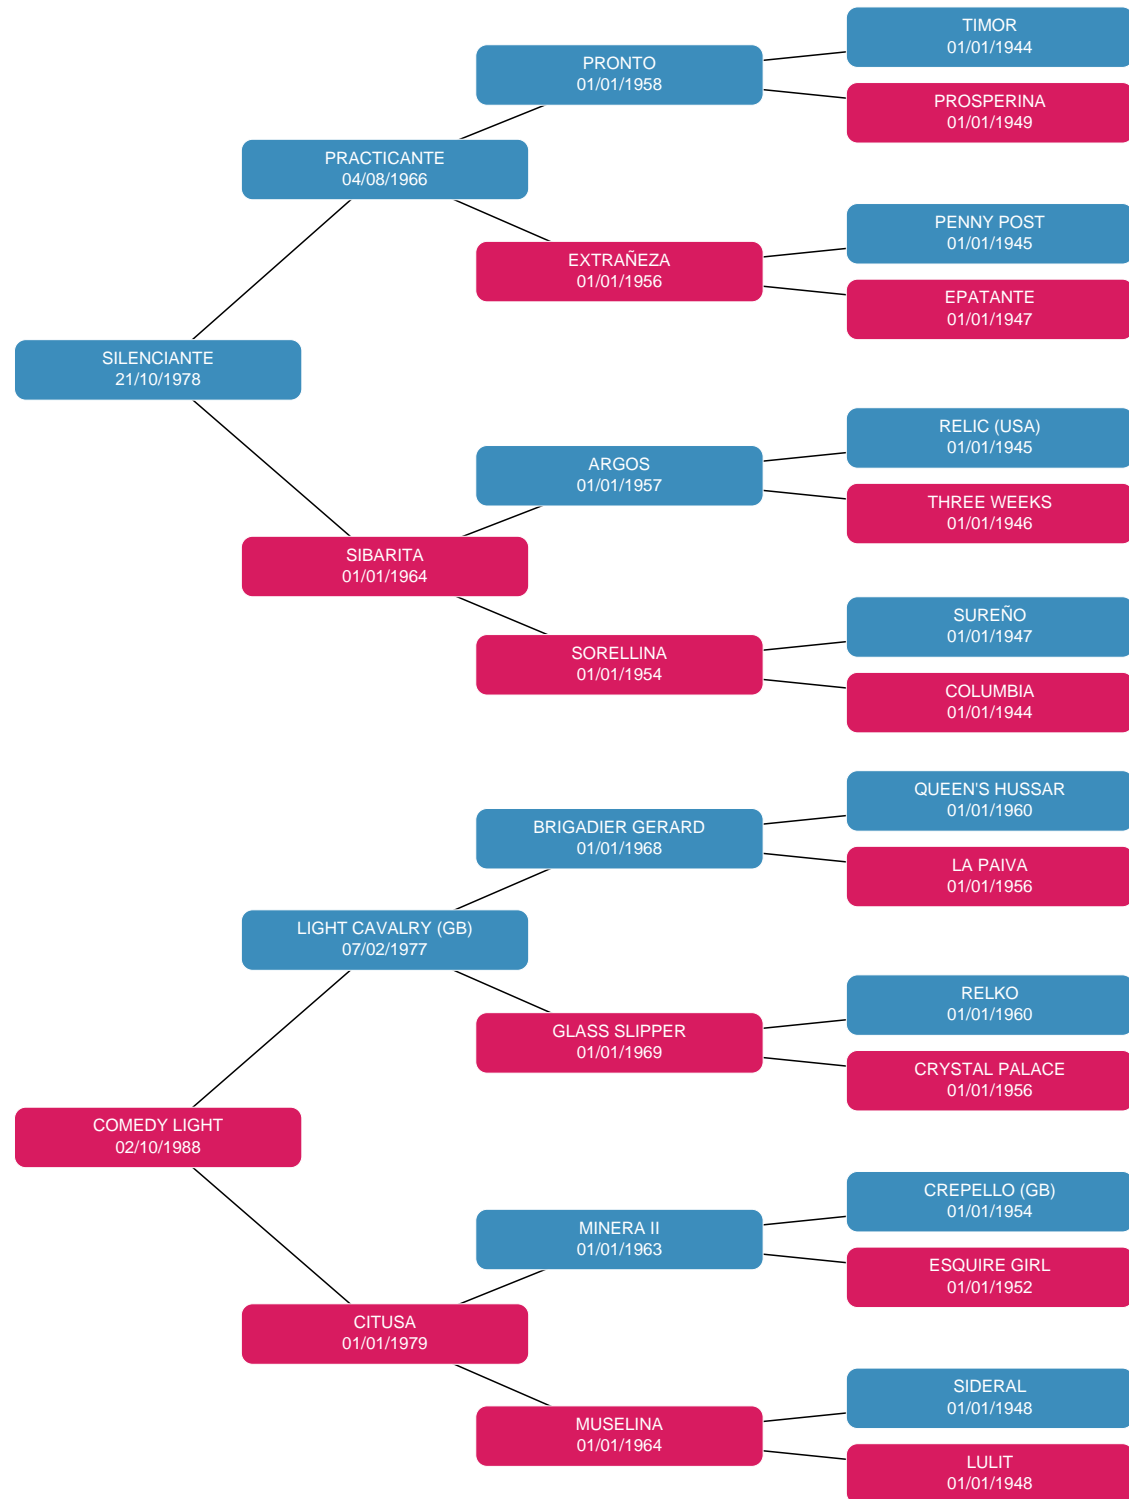 TIMOR
01/01/1944
PRONTO
01/01/1958
PROSPERINA
01/01/1949
PRACTICANTE
04/08/1966
PENNY POST
01/01/1945
EXTRAÑEZA
01/01/1956
EPATANTE
01/01/1947
SILENCIANTE
21/10/1978
RELIC (USA)
01/01/1945
ARGOS
01/01/1957
THREE WEEKS
01/01/1946
SIBARITA
01/01/1964
SUREÑO
01/01/1947
SORELLINA
01/01/1954
COLUMBIA
01/01/1944
QUEEN'S HUSSAR
01/01/1960
BRIGADIER GERARD
01/01/1968
LA PAIVA
01/01/1956
LIGHT CAVALRY (GB)
07/02/1977
RELKO
01/01/1960
GLASS SLIPPER
01/01/1969
CRYSTAL PALACE
01/01/1956
COMEDY LIGHT
02/10/1988
CREPELLO (GB)
01/01/1954
MINERA II
01/01/1963
ESQUIRE GIRL
01/01/1952
CITUSA
01/01/1979
SIDERAL
01/01/1948
MUSELINA
01/01/1964
LULIT
01/01/1948